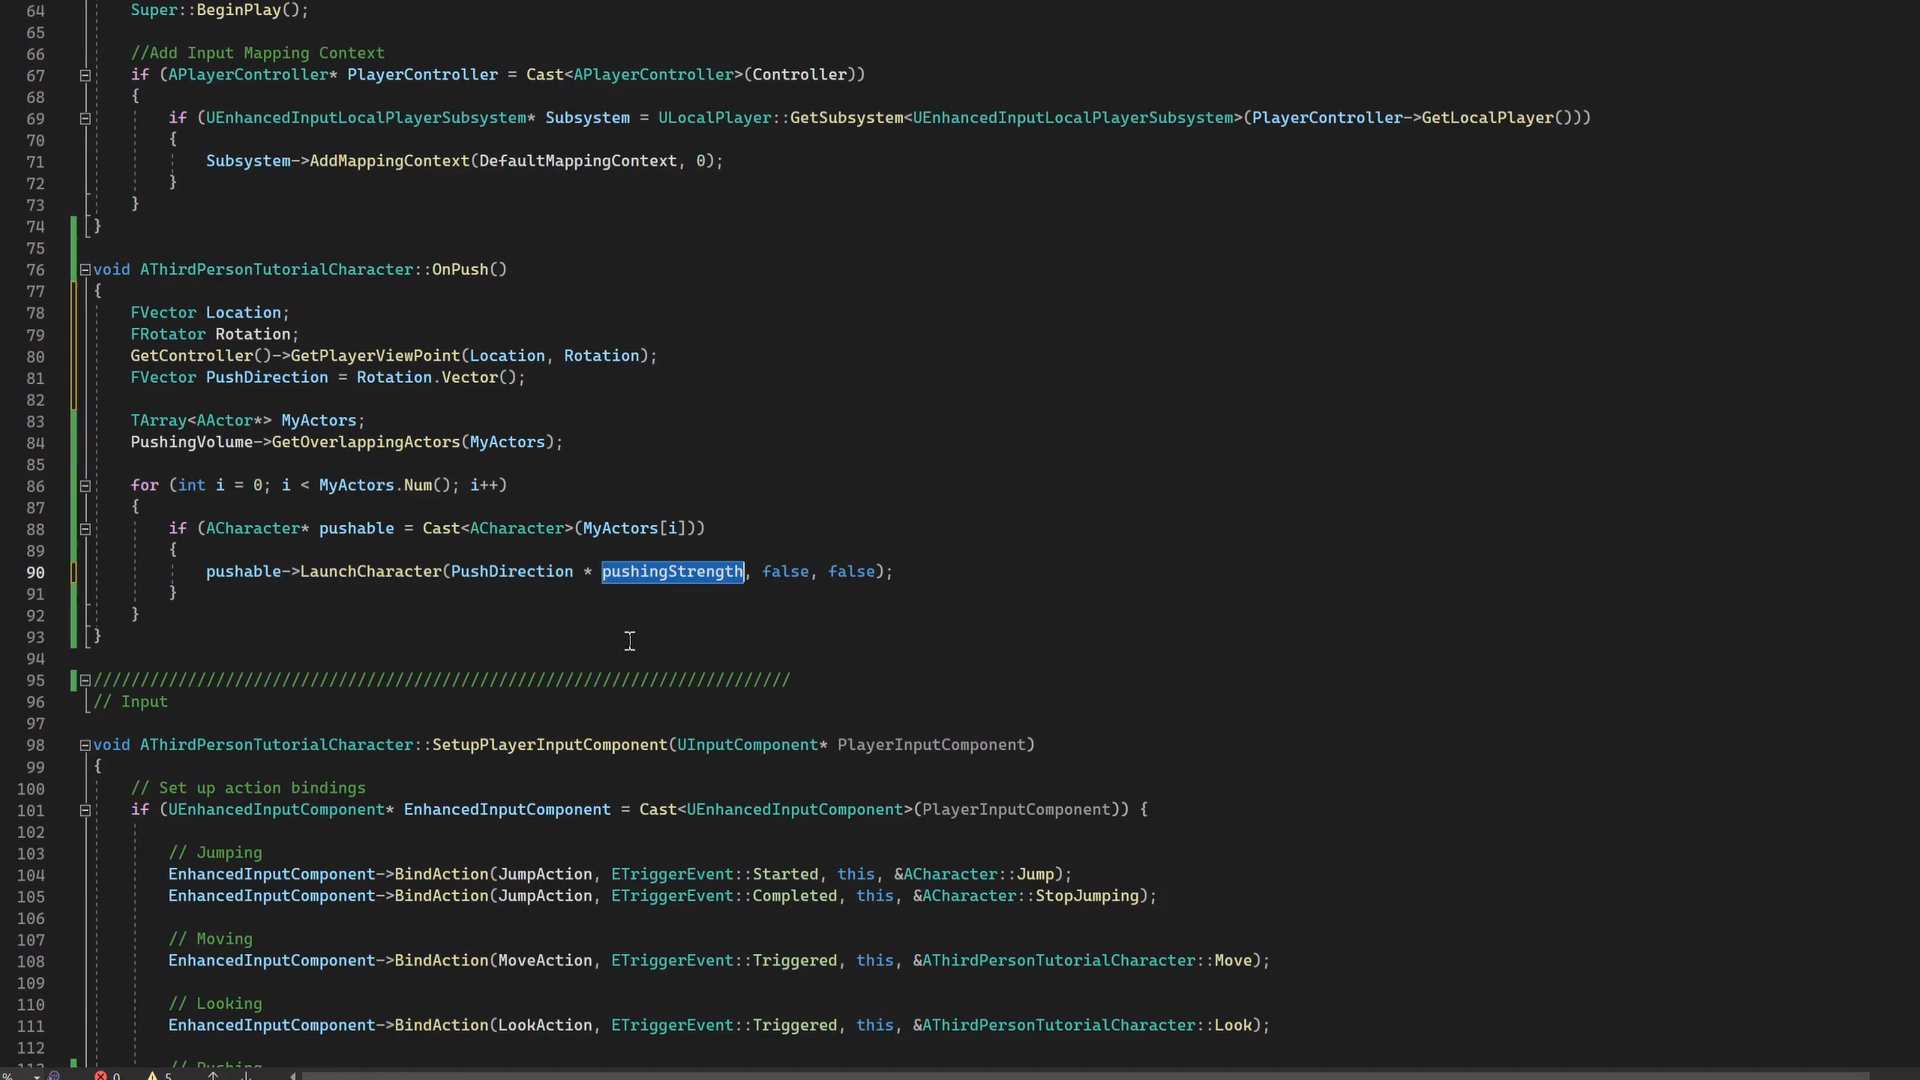 64 Super::BeginPlay();
65
66 //Add Input Mapping Context
67 if (APlayerController* PlayerController = Cast<APlayerController>(Controller))
68 {
69 if (UEnhancedInputLocalPlayerSubsystem* Subsystem = ULocalPlayer::GetSubsystem<UEnhancedInputLocalPlayerSubsystem>(PlayerController->GetLocalPlayer()))
70 {
71 Subsystem->AddMappingContext(DefaultMappingContext, 0);
72 }
73 }
74 }
75
76 void AThirdPersonTutorialCharacter::OnPush()
77 {
78 FVector Location;
79 FRotator Rotation;
80 GetController()->GetPlayerViewPoint(Location, Rotation);
81 FVector PushDirection = Rotation.Vector();
82
83 TArray<AActor*> MyActors;
84 PushingVolume->GetOverlappingActors(MyActors);
85
86 for (int i = 0; i < MyActors.Num(); i++)
87 {
88 if (ACharacter* pushable = Cast<ACharacter>(MyActors[i]))
89 {
90 pushable->LaunchCharacter(PushDirection * pushingStrength, false, false);
91 }
92 }
93 }
94
95 //////////////////////////////////////////////////////////////////////////
96 // Input
97
98 void AThirdPersonTutorialCharacter::SetupPlayerInputComponent(UInputComponent* PlayerInputComponent)
99 {
100 // Set up action bindings
101 if (UEnhancedInputComponent* EnhancedInputComponent = Cast<UEnhancedInputComponent>(PlayerInputComponent)) {
102
103 // Jumping
104 EnhancedInputComponent->BindAction(JumpAction, ETriggerEvent::Started, this, &ACharacter::Jump);
105 EnhancedInputComponent->BindAction(JumpAction, ETriggerEvent::Completed, this, &ACharacter::StopJumping);
106
107 // Moving
108 EnhancedInputComponent->BindAction(MoveAction, ETriggerEvent::Triggered, this, &AThirdPersonTutorialCharacter::Move);
109
110 // Looking
111 EnhancedInputComponent->BindAction(LookAction, ETriggerEvent::Triggered, this, &AThirdPersonTutorialCharacter::Look);
112
113 // Pushing
% 0 5